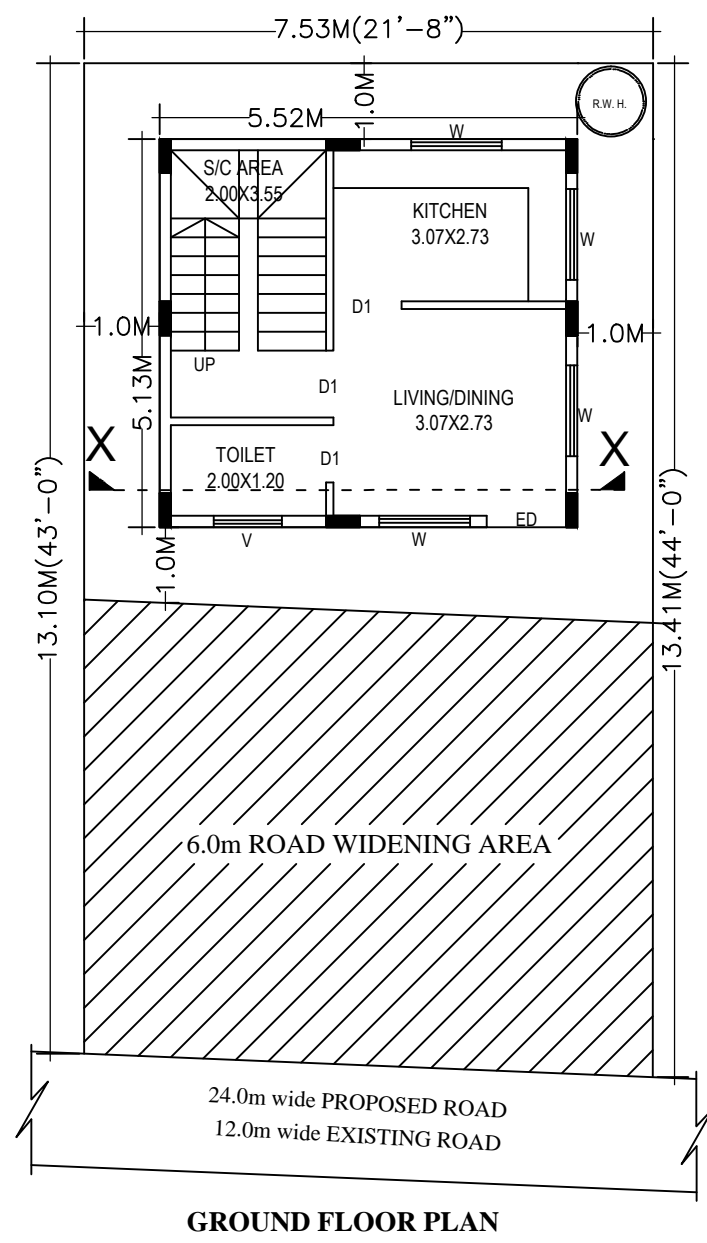 7.53M(21'-8")
5.52M
1.0M
R.W. H.
W
S/C AREA
2.00X3.55
KITCHEN
3.07X2.73
W
D1
1.0M
1.0M
UP
5.13M
D1
LIVING/DINING
3.07X2.73
W
X
X
TOILET
2.00X1.20
D1
V
W
ED
1.0M
13.10M(43'-0")
13.41M(44'-0")
6.0m ROAD WIDENING AREA
24.0m wide PROPOSED ROAD
12.0m wide EXISTING ROAD
GROUND FLOOR PLAN